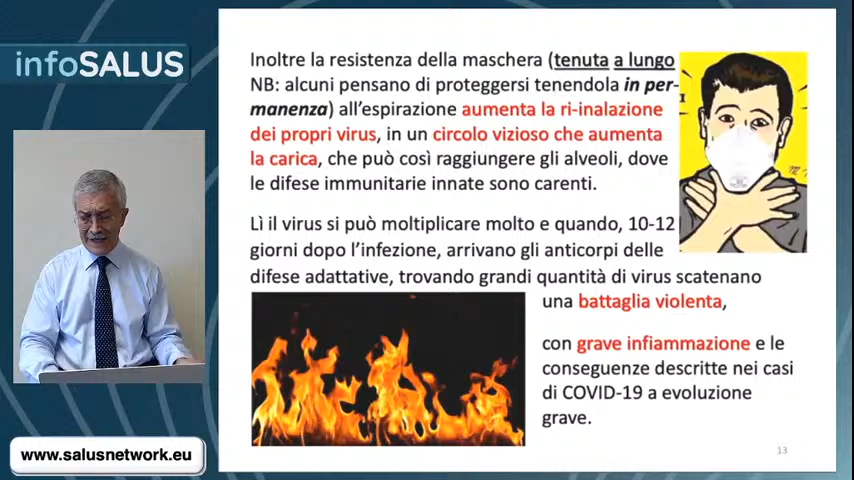 infoSALUS
Inoltre la resistenza della maschera (tenuta a lungo
NB: alcuni pensano di proteggersi tenendola in per-
manenza) all'espirazione aumenta la ri-inalazione
dei propri virus, in un circolo vizioso che aumenta
la carica, che può così raggiungere gli alveoli, dove
le difese immunitarie innate sono carenti.
Lì il virus si può moltiplicare molto e quando, 10-12
giorni dopo l'infezione, arrivano gli anticorpi delle
difese adattative, trovando grandi quantità di virus scatenano
una battaglia violenta,
con grave infiammazione e le
conseguenze descritte nei casi
di COVID-19 a evoluzione
grave.
13
www.salusnetwork.eu